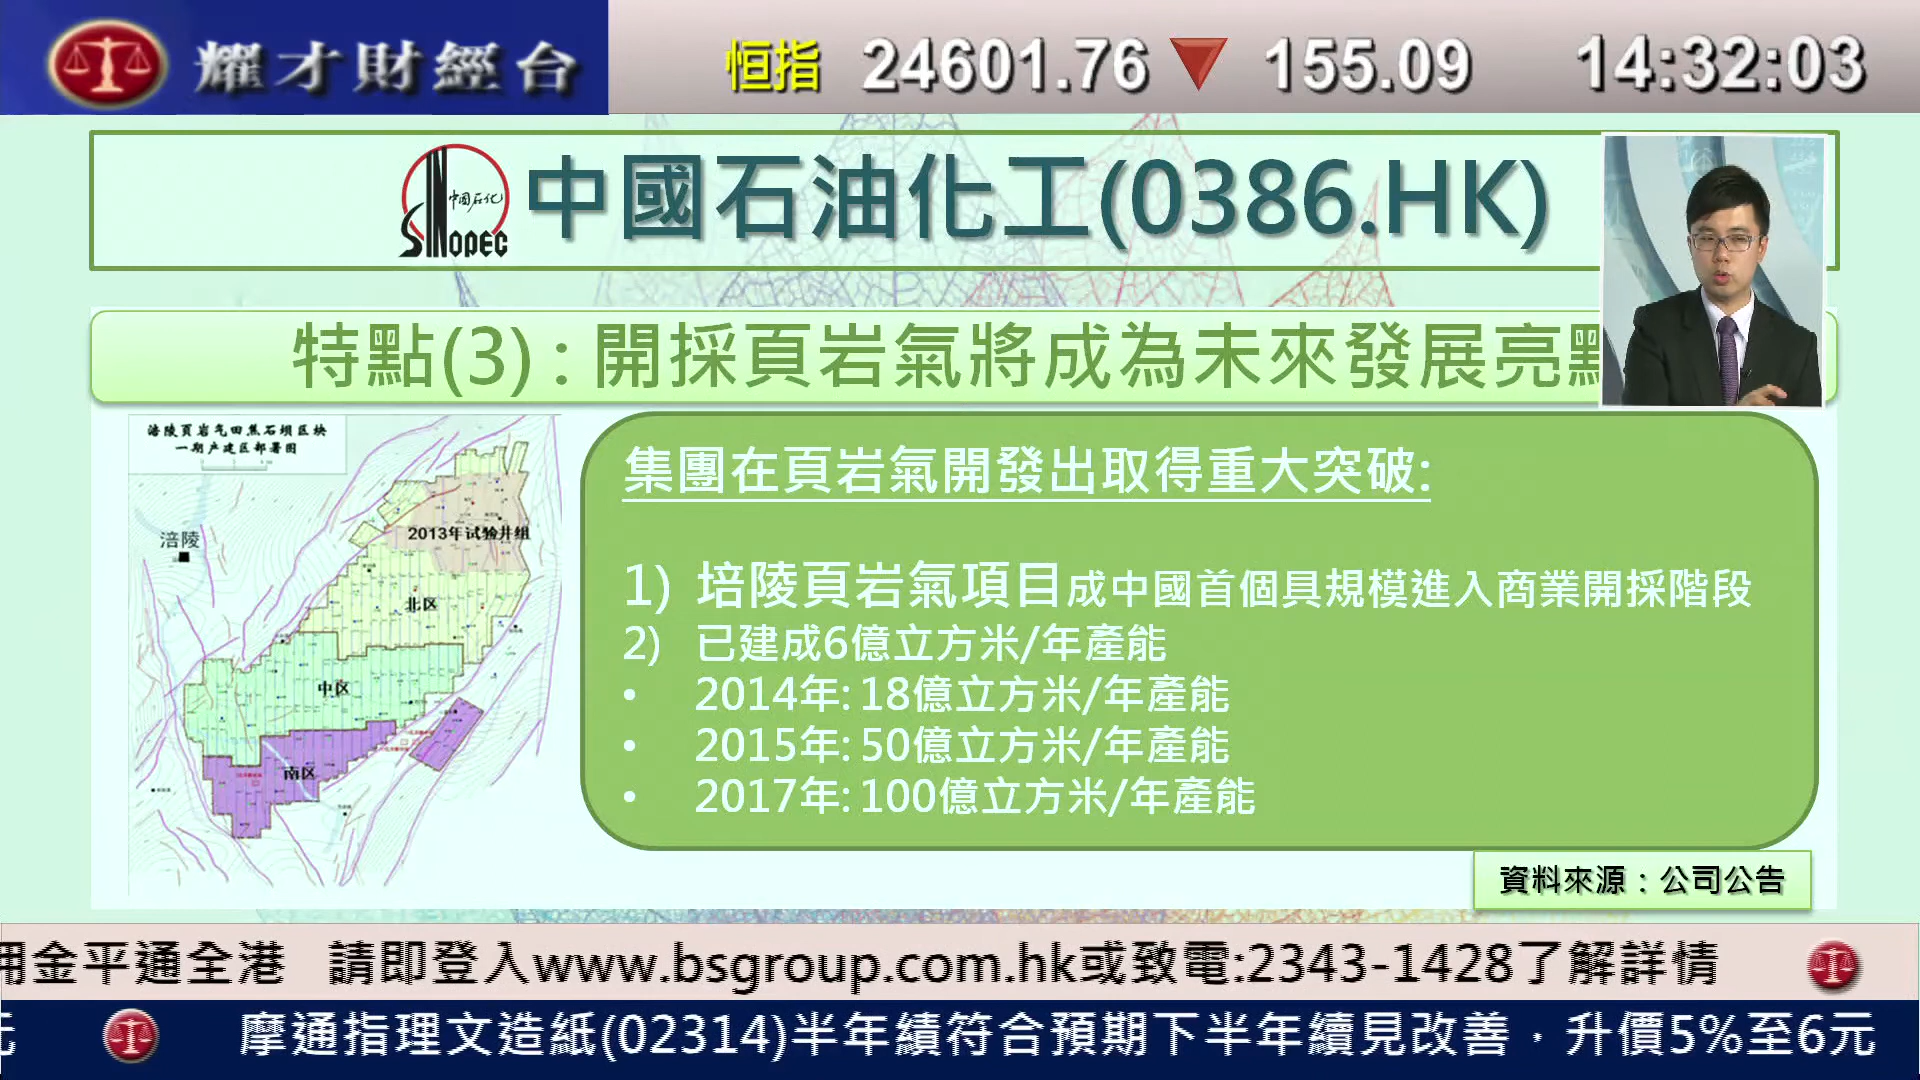 耀才財經台
恒指 24601.76 155.09 14:32:03
中國石化
SINOPEC
中國石油化工(0386.HK)
特點(3) : 開採頁岩氣將成為未來發展亮點
涪陵頁岩气田焦石坝区块
一期产建区部署图
涪陵
2013年试验井组
北区
中区
南区
集團在頁岩氣開發出取得重大突破:
1) 培陵頁岩氣項目成中國首個具規模進入商業開採階段
2) 已建成6億立方米/年產能
• 2014年: 18億立方米/年產能
• 2015年: 50億立方米/年產能
• 2017年: 100億立方米/年產能
資料來源：公司公告
金平通全港 請即登入www.bsgroup.com.hk或致電:2343-1428了解詳情
元 摩通指理文造紙(02314)半年績符合預期下半年續見改善，升價5%至6元